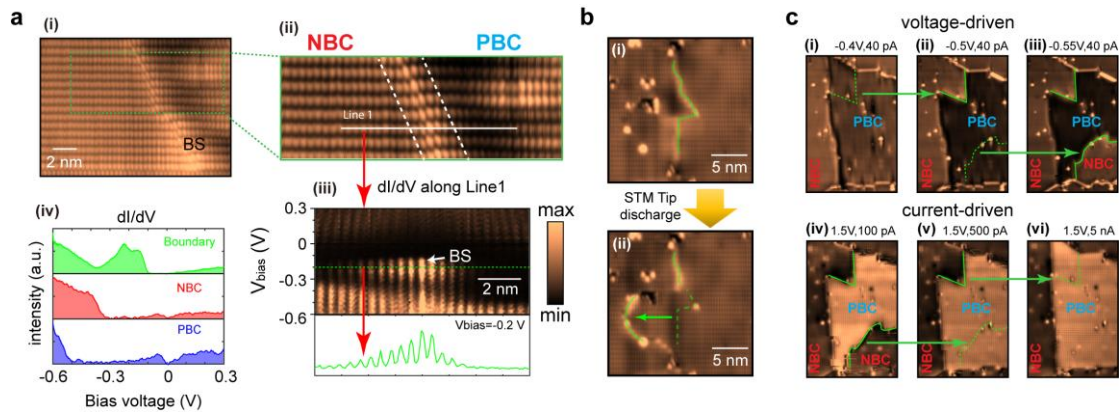 a
(i)
BS
2 nm
(ii)
NBC
PBC
Line 1
dI/dV along Line1
(iii)
0.3
0
-0.3
-0.6
Vbias (V)
BS
2 nm
max
min
Vbias=-0.2 V
(iv)
dI/dV
Boundary
NBC
PBC
intensity (a.u.)
-0.6
-0.3
0
0.3
Bias voltage (V)
b
(i)
5 nm
STM Tip
discharge
(ii)
5 nm
c
voltage-driven
(i)
-0.4V,40 pA
(ii)
-0.5V,40 pA
(iii)
-0.55V,40 pA
PBC
NBC
PBC
NBC
PBC
NBC
NBC
current-driven
(iv)
1.5V,100 pA
(v)
1.5V,500 pA
(vi)
1.5V,5 nA
PBC
NBC
NBC
PBC
NBC
PBC
NBC